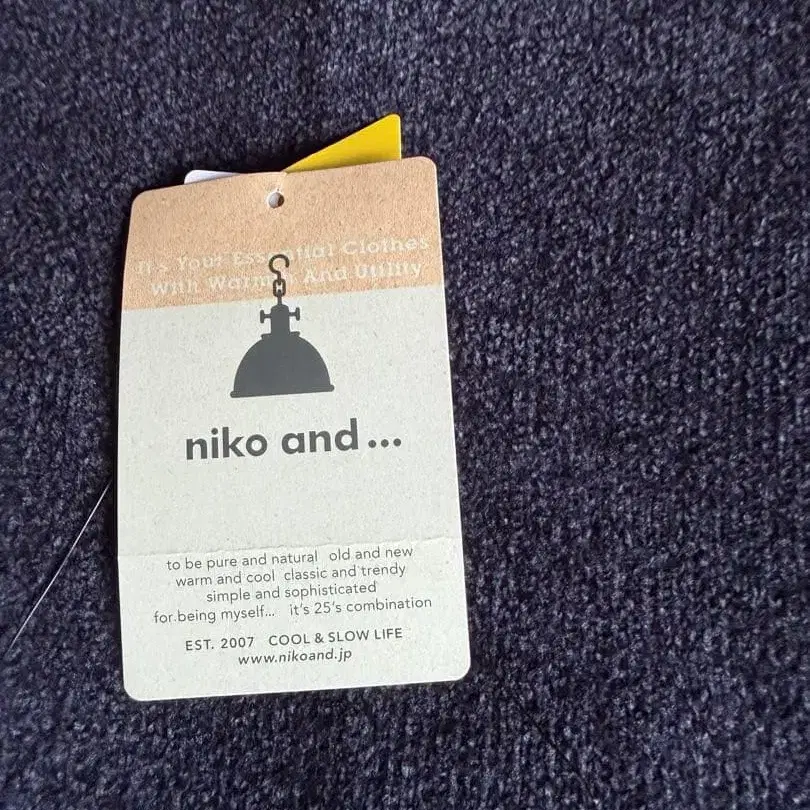 It's Your Essential Clothes
With Warmth And Utility
niko and...
to be pure and natural old and new
warm and cool classic and trendy
simple and sophisticated
for being myself... it's 25's combination
EST. 2007 COOL & SLOW LIFE
www.nikoand.jp